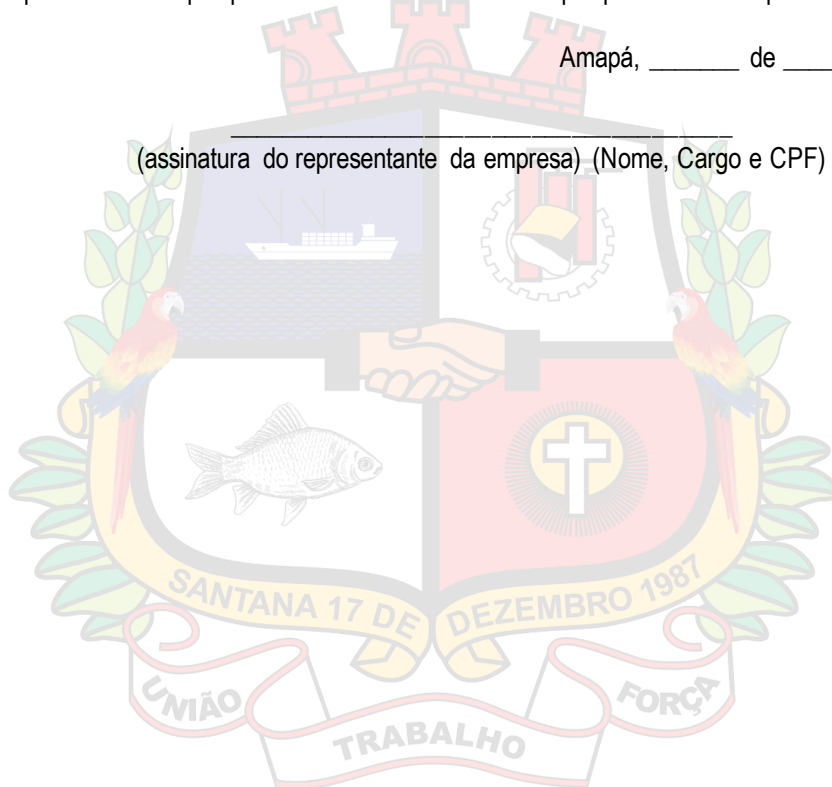 Amapá, _______ de ____
_______________________________________
(assinatura do representante da empresa) (Nome, Cargo e CPF)
SANTANA 17 DE DEZEMBRO 1987
UNIÃO TRABALHO FORÇA